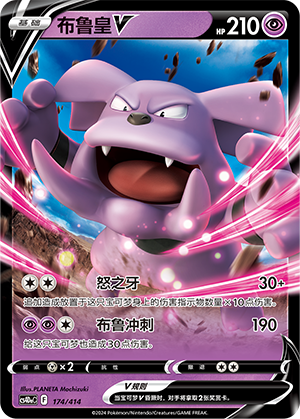 基础 布鲁皇V HP210
怒之牙 30+
追加造成放置于这只宝可梦身上的伤害指示物数量×10点伤害。
布鲁冲刺 190
给这只宝可梦也造成30点伤害。
弱点 ×2 抗性 撤退
Illus. PLANETA Mochizuki
V规则
当宝可梦V昏厥时，对手将拿取2张奖赏卡。
F 174/414
©2024 Pokémon/Nintendo/Creatures/GAME FREAK.